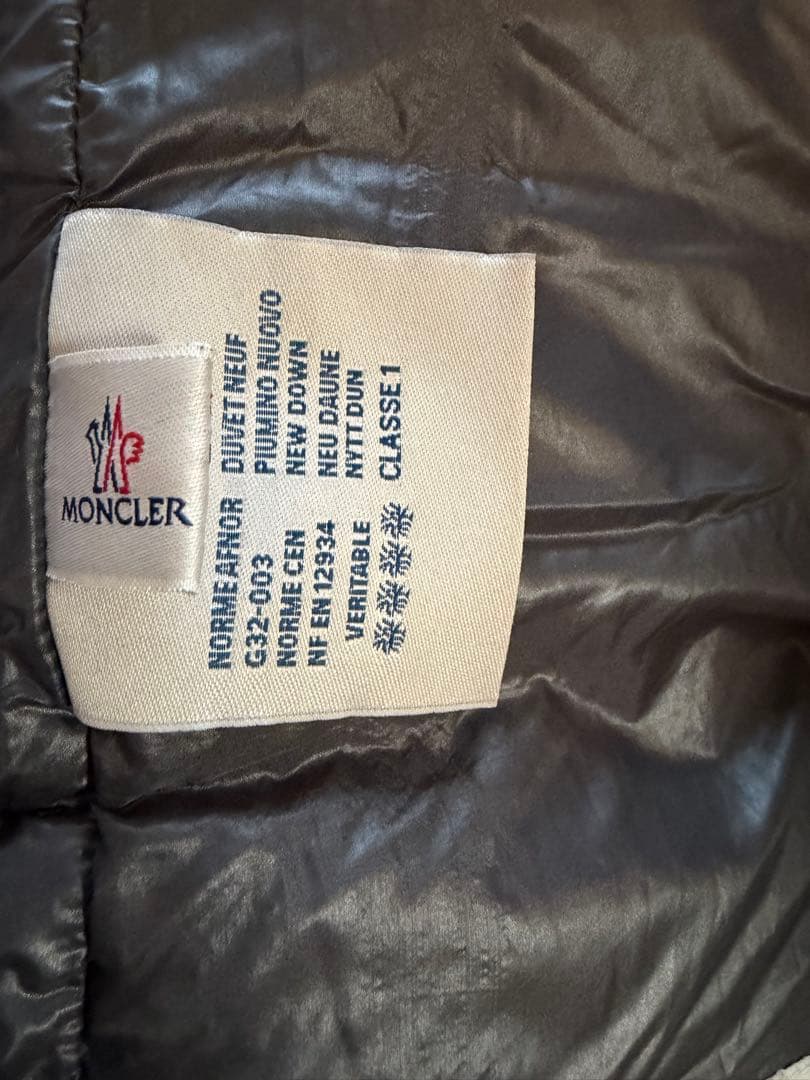 MONCLER
NORME AFNOR DUVET NEUF
G32-003 PIUMINO NUOVO
NORME CEN NEW DOWN
NF EN 12934 NEU DAUNE
VERITABLE NYTT DUN
CLASSE 1